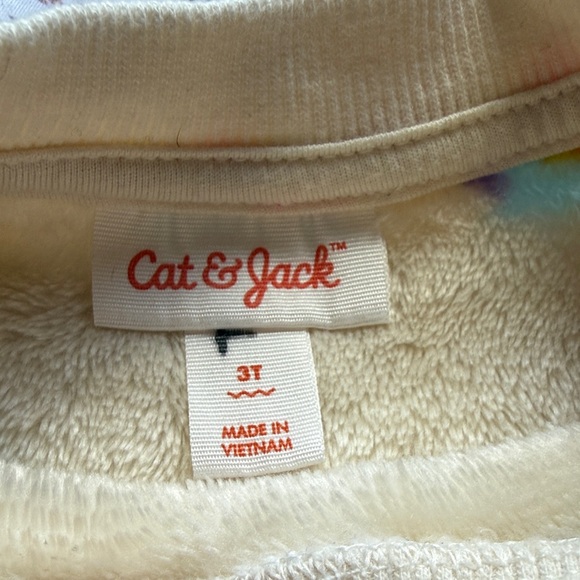 Cat & Jack™
3T
MADE IN
VIETNAM